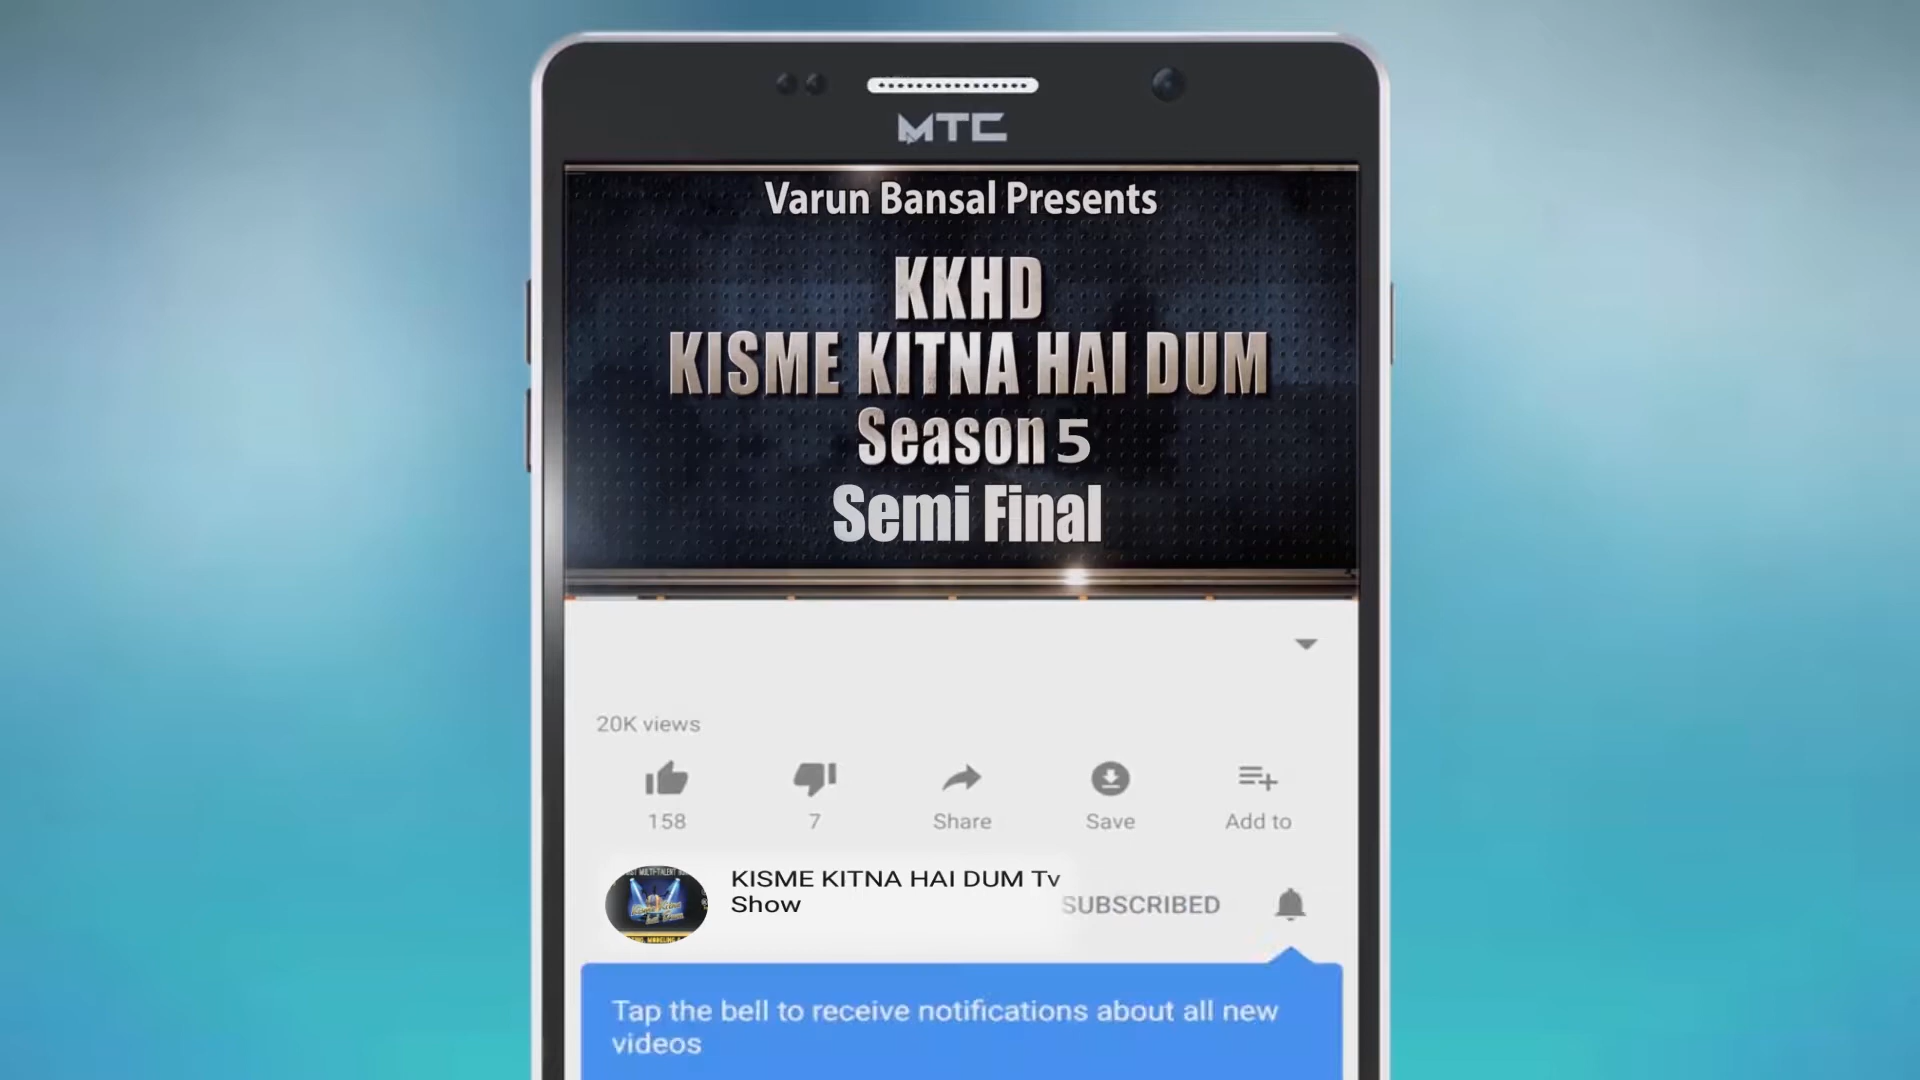 MTC
Varun Bansal Presents
KKHD
KISME KITNA HAI DUM
Season 5
Semi Final
20K views
158
7
Share
Save
Add to
KISME KITNA HAI DUM Tv
Show
SUBSCRIBED
Tap the bell to receive notifications about all new
videos